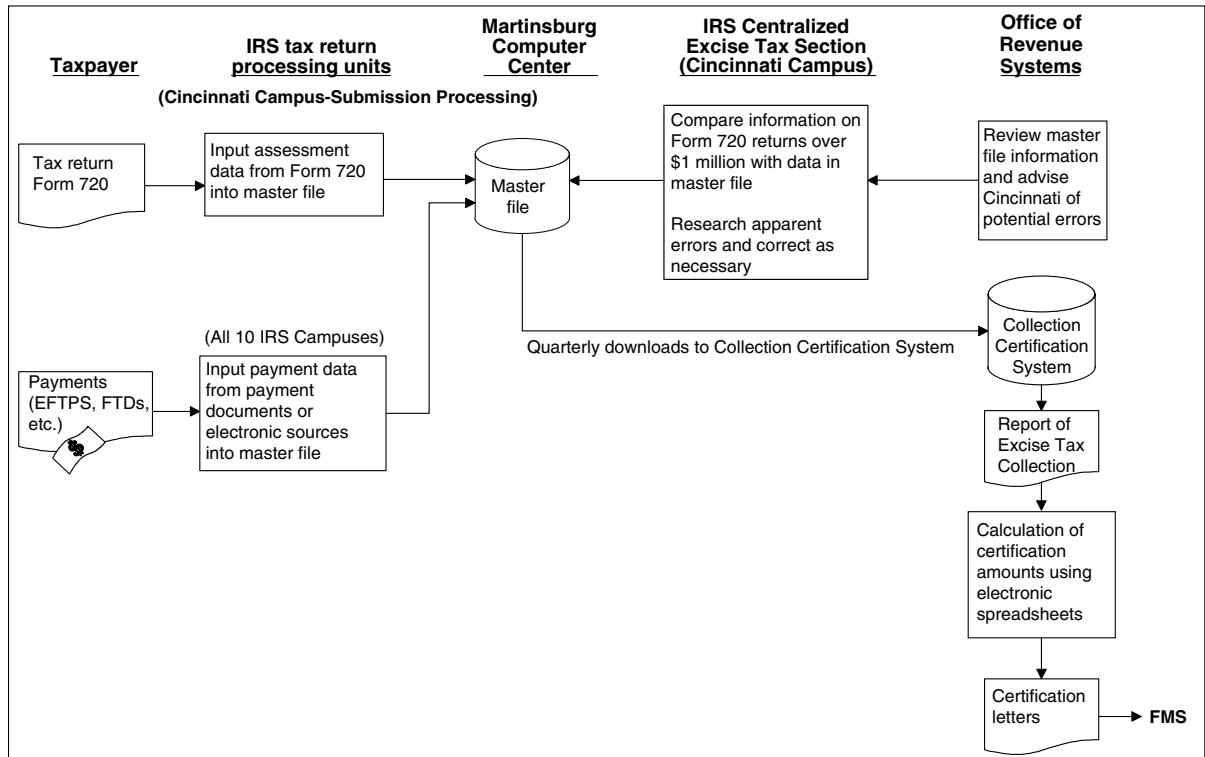 Taxpayer
IRS tax return
processing units
(Cincinnati Campus-Submission Processing)
Martinsburg
Computer
Center
IRS Centralized
Excise Tax Section
(Cincinnati Campus)
Office of
Revenue
Systems
Tax return
Form 720
Input assessment
data from Form 720
into master file
Master
file
Compare information on
Form 720 returns over
$1 million with data in
master file
Research apparent
errors and correct as
necessary
Review master
file information
and advise
Cincinnati of
potential errors
Payments
(EFTPS, FTDs,
etc.)
$
(All 10 IRS Campuses)
Input payment data
from payment
documents or
electronic sources
into master file
Quarterly downloads to Collection Certification System
Collection
Certification
System
Report of
Excise Tax
Collection
Calculation of
certification
amounts using
electronic
spreadsheets
Certification
letters
FMS